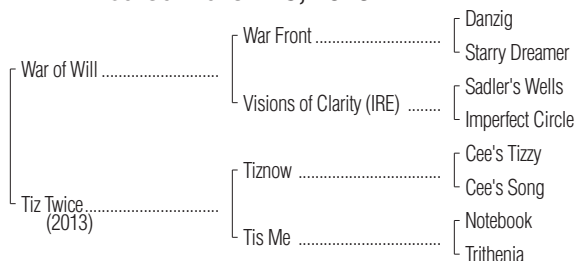 War of Will
Tiz Twice
(2013)
War Front
Visions of Clarity (IRE)
Tiznow
Tis Me
Danzig
Starry Dreamer
Sadler's Wells
Imperfect Circle
Cee's Tizzy
Cee's Song
Notebook
Trithenia